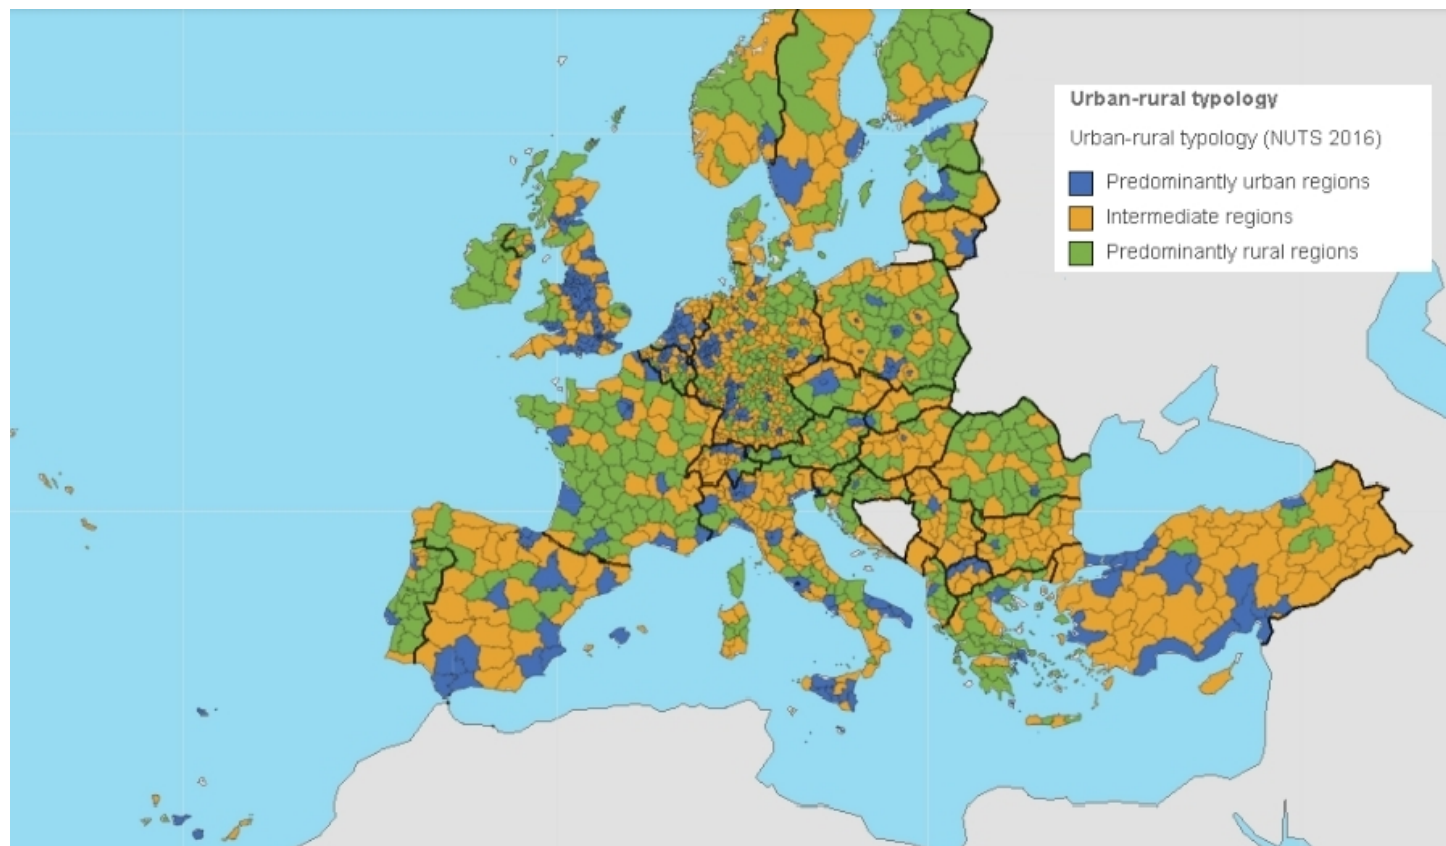 Urban-rural typology
Urban-rural typology (NUTS 2016)
Predominantly urban regions
Intermediate regions
Predominantly rural regions